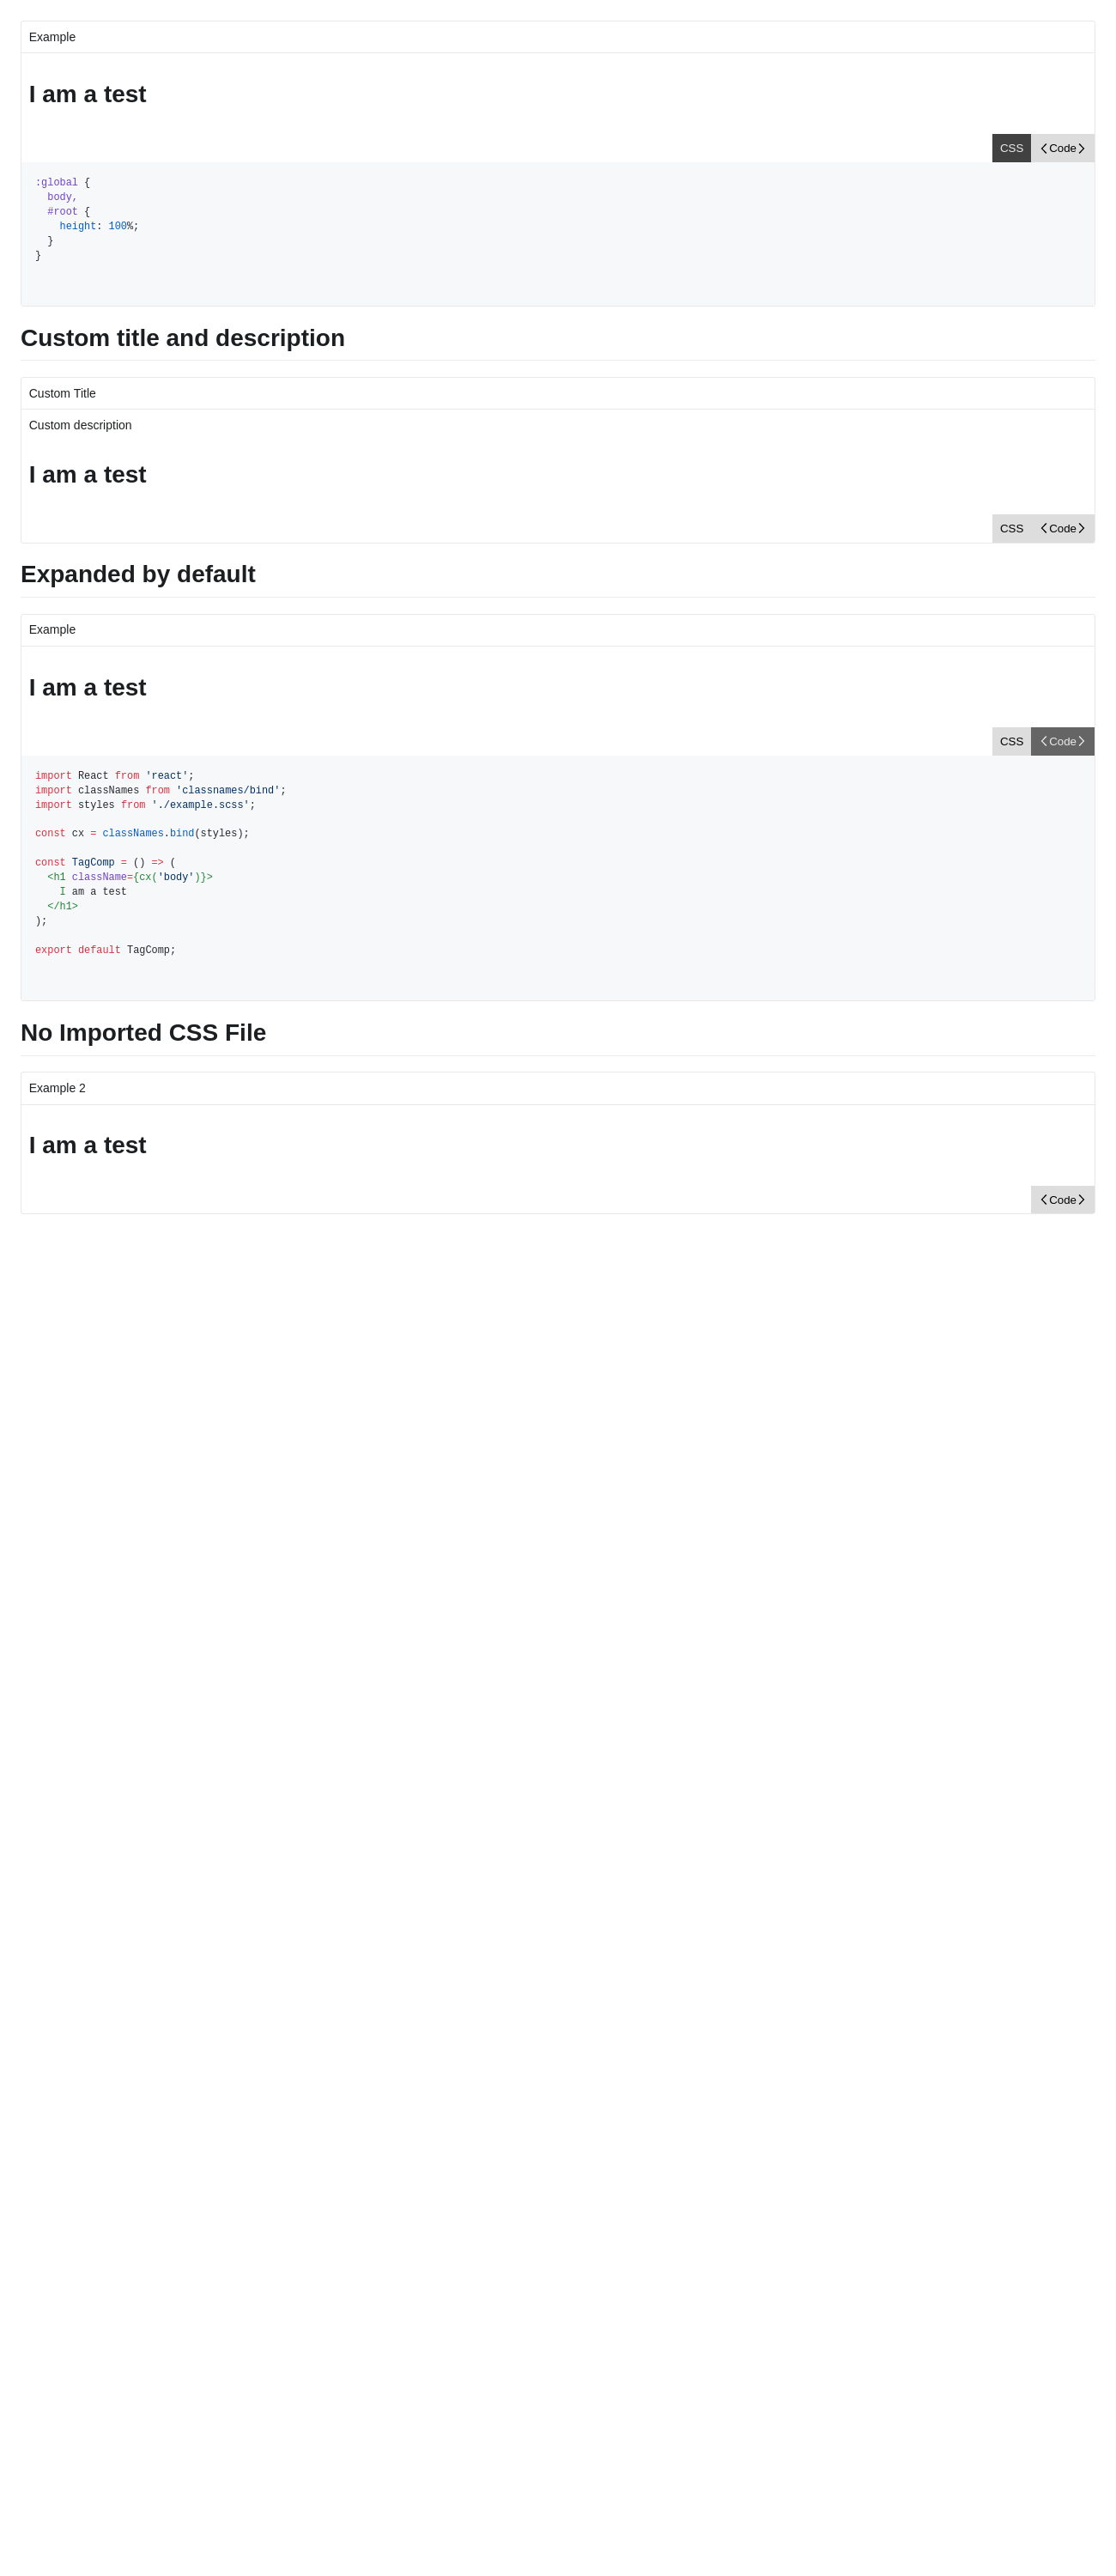 Example
I am a test
CSS <Code>
:global {
  body,
  #root {
    height: 100%;
  }
}
Custom title and description
Custom Title
Custom description
I am a test
CSS <Code>
Expanded by default
Example
I am a test
CSS <Code>
import React from 'react';
import classNames from 'classnames/bind';
import styles from './example.scss';
const cx = classNames.bind(styles);
const TagComp = () => (
  <h1 className={cx('body')}>
    I am a test
  </h1>
);
export default TagComp;
No Imported CSS File
Example 2
I am a test
<Code>